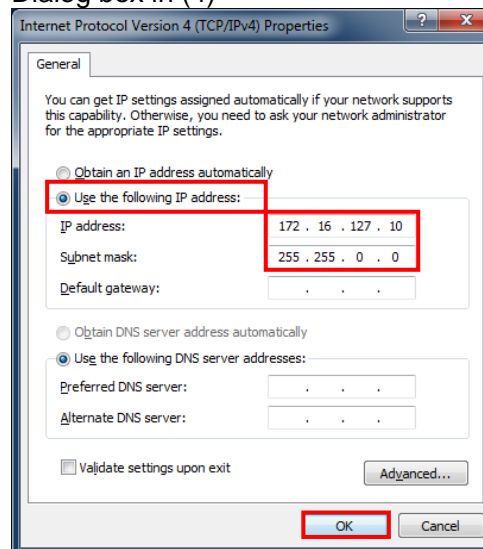 Dialog box in (4)
Internet Protocol Version 4 (TCP/IPv4) Properties
General
You can get IP settings assigned automatically if your network supports
this capability. Otherwise, you need to ask your network administrator
for the appropriate IP settings.
Obtain an IP address automatically
Use the following IP address:
IP address: 172 . 16 . 127 . 10
Subnet mask: 255 . 255 . 0 . 0
Default gateway: . . .
Obtain DNS server address automatically
Use the following DNS server addresses:
Preferred DNS server: . . .
Alternate DNS server: . . .
Validate settings upon exit
Advanced...
OK Cancel